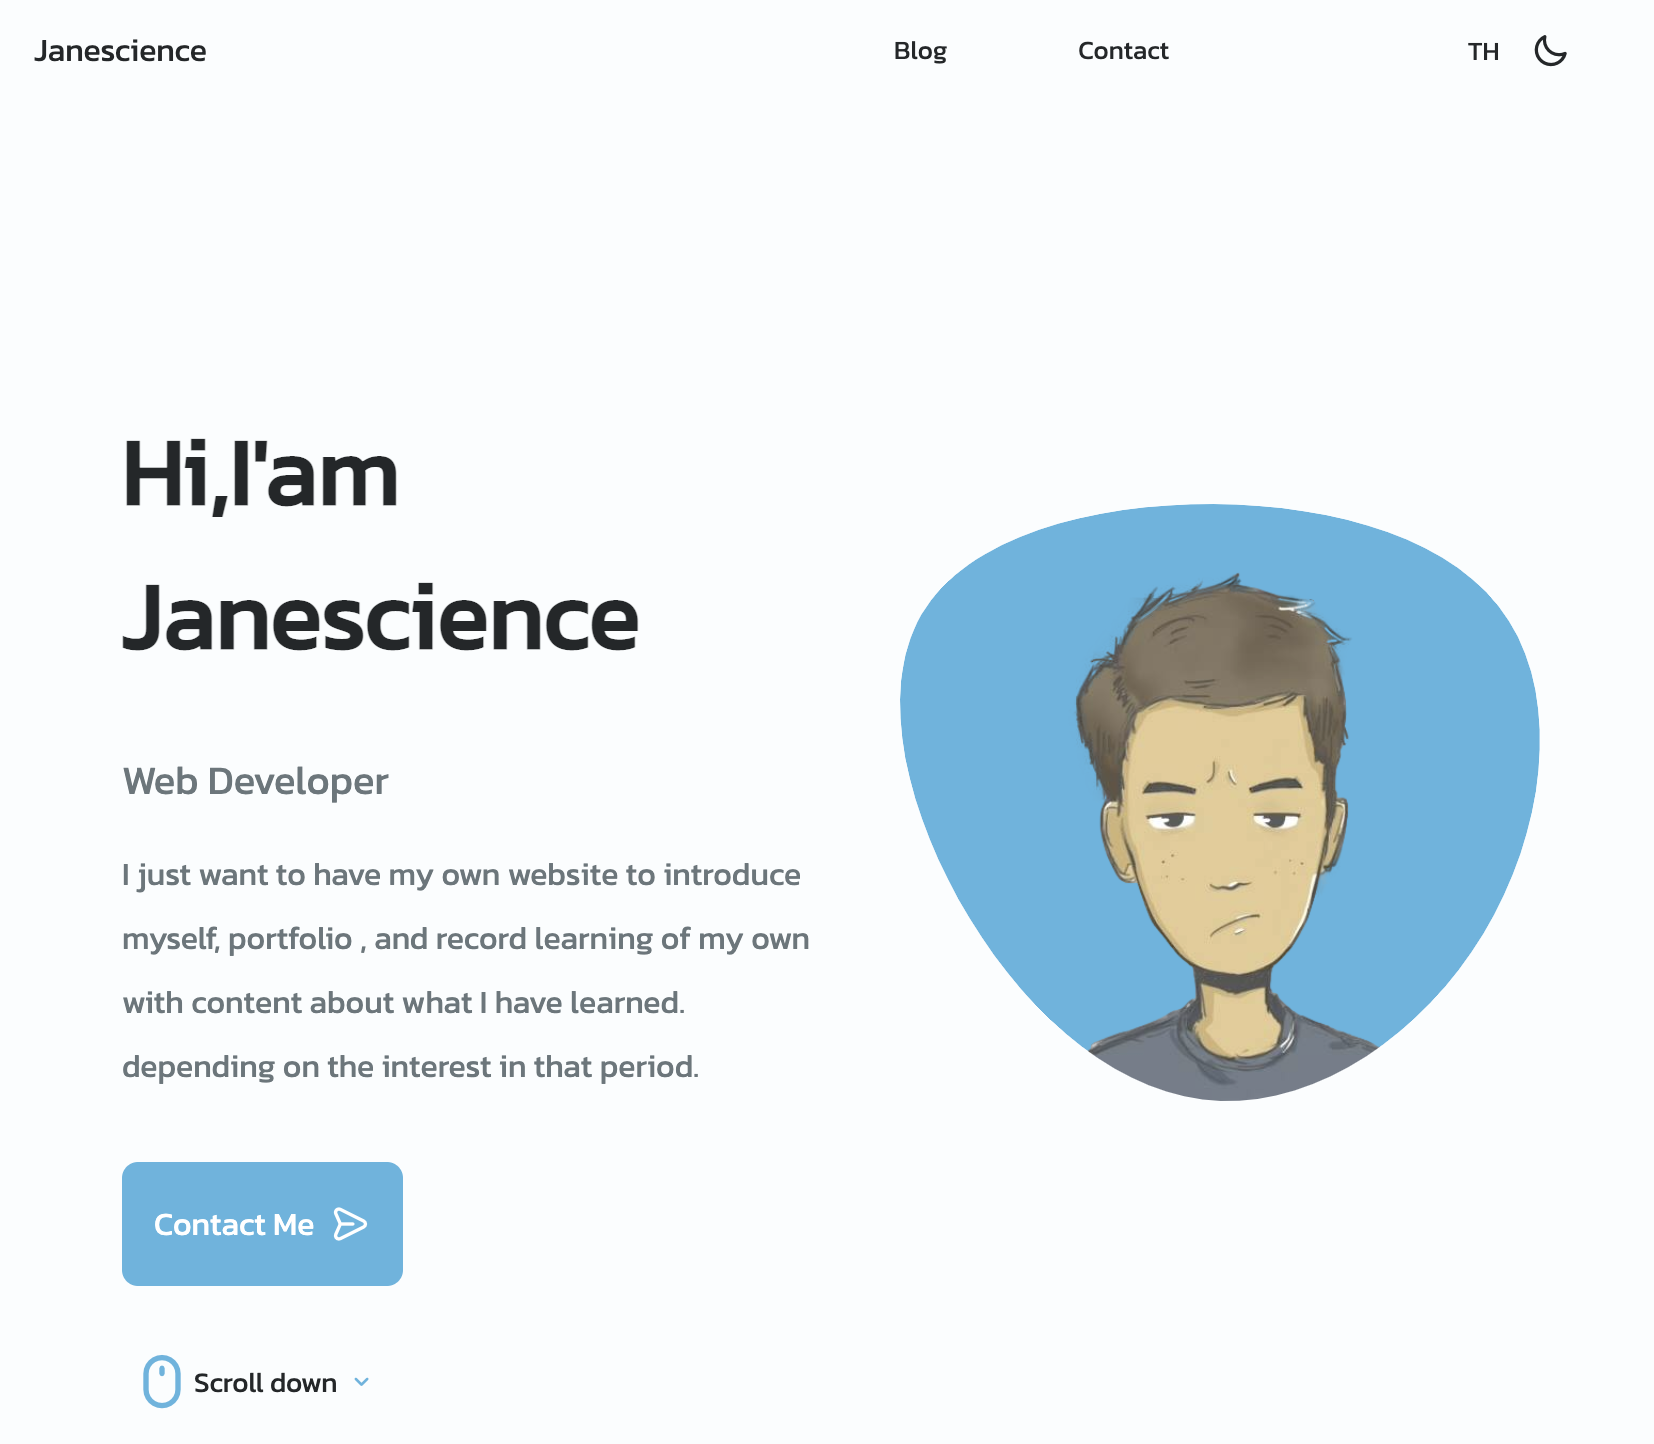 Janescience
Blog
Contact
TH
Hi,I'am
Janescience
Web Developer
I just want to have my own website to introduce
myself, portfolio , and record learning of my own
with content about what I have learned.
depending on the interest in that period.
Contact Me
Scroll down